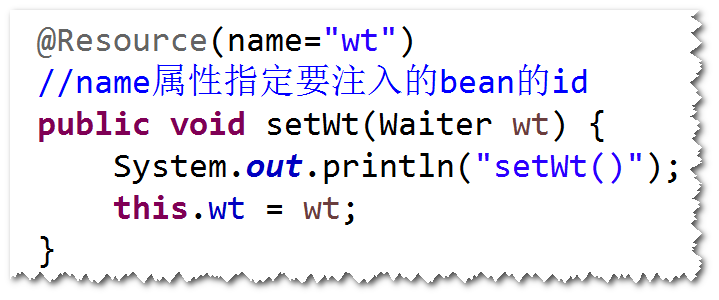 @Resource(name="wt")
//name属性指定要注入的bean的id
public void setWt(Waiter wt) {
    System.out.println("setWt()");
    this.wt = wt;
}